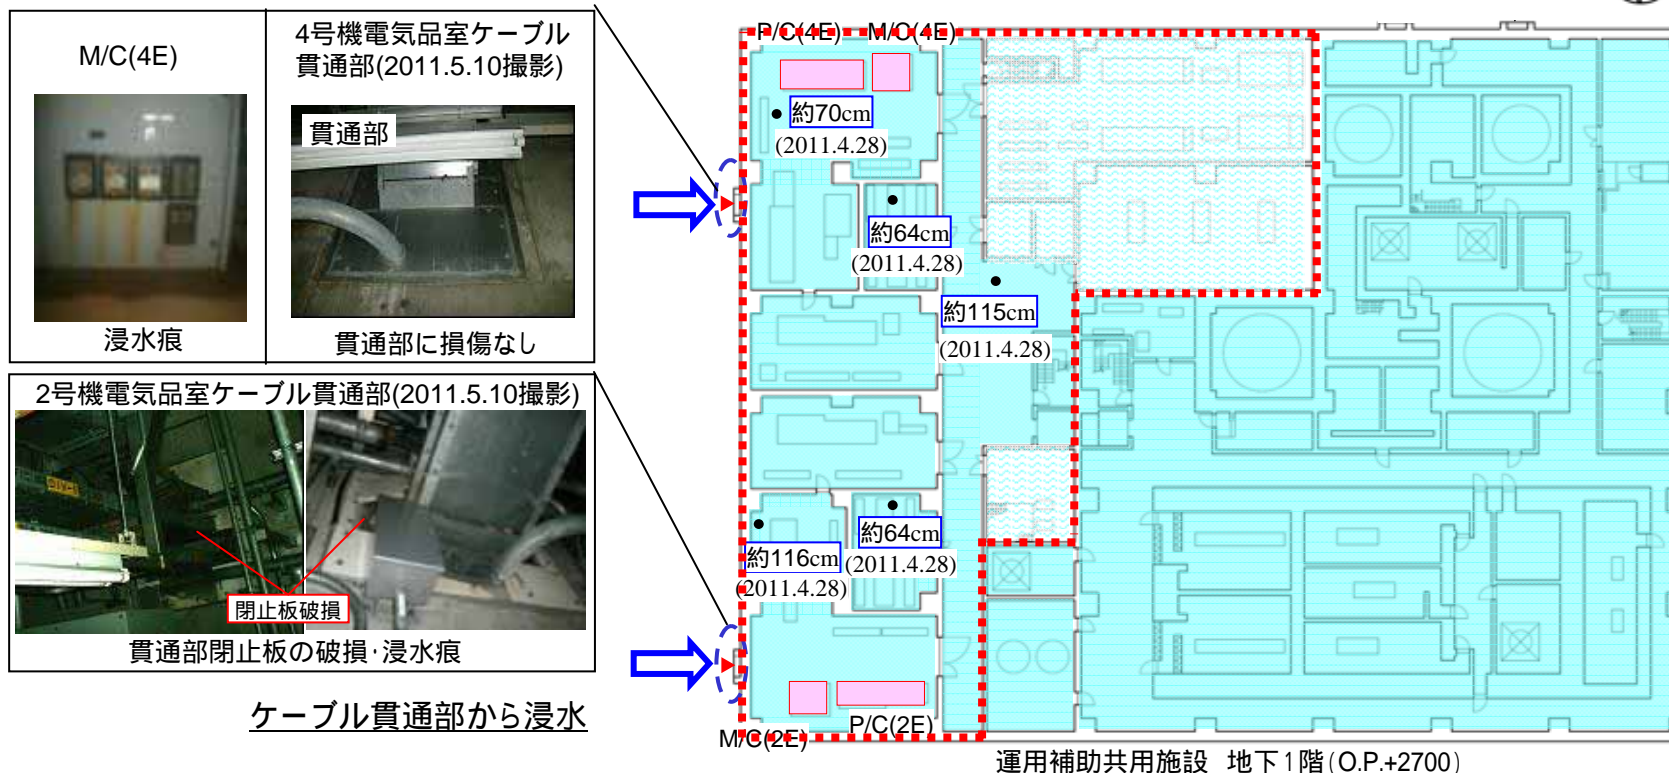 M/C(4E)
4号機電気品室ケーブル
貫通部(2011.5.10撮影)
貫通部
浸水痕
貫通部に損傷なし
2号機電気品室ケーブル貫通部(2011.5.10撮影)
閉止板破損
貫通部閉止板の破損・浸水痕
ケーブル貫通部から浸水
P/C(4E)
M/C(4E)
約70cm
(2011.4.28)
約64cm
(2011.4.28)
約115cm
(2011.4.28)
約64cm
(2011.4.28)
約116cm
(2011.4.28)
P/C(2E)
M/C(2E)
運用補助共用施設 地下1階(O.P.+2700)